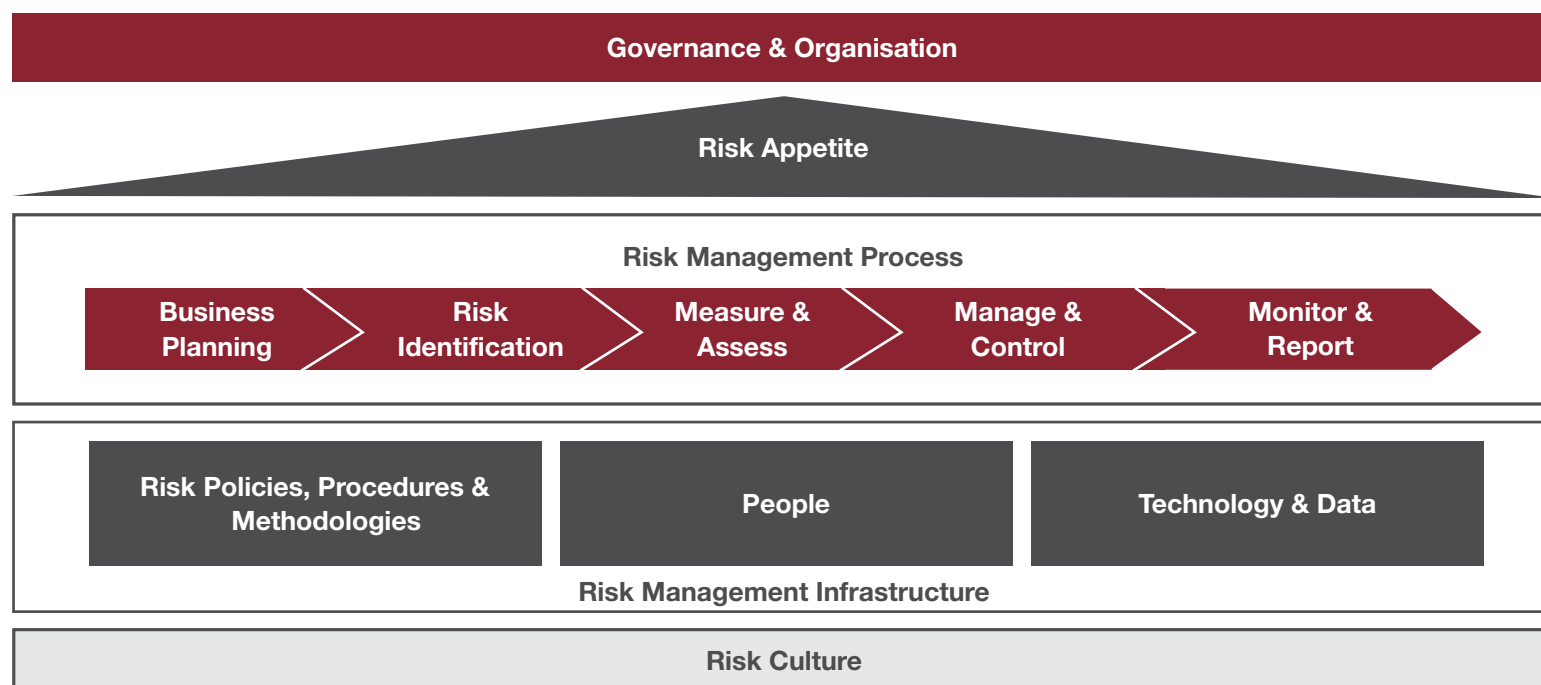 Governance & Organisation
Risk Appetite
Risk Management Process
Business
Planning
Risk
Identification
Measure &
Assess
Manage &
Control
Monitor &
Report
Risk Policies, Procedures &
Methodologies
People
Technology & Data
Risk Management Infrastructure
Risk Culture